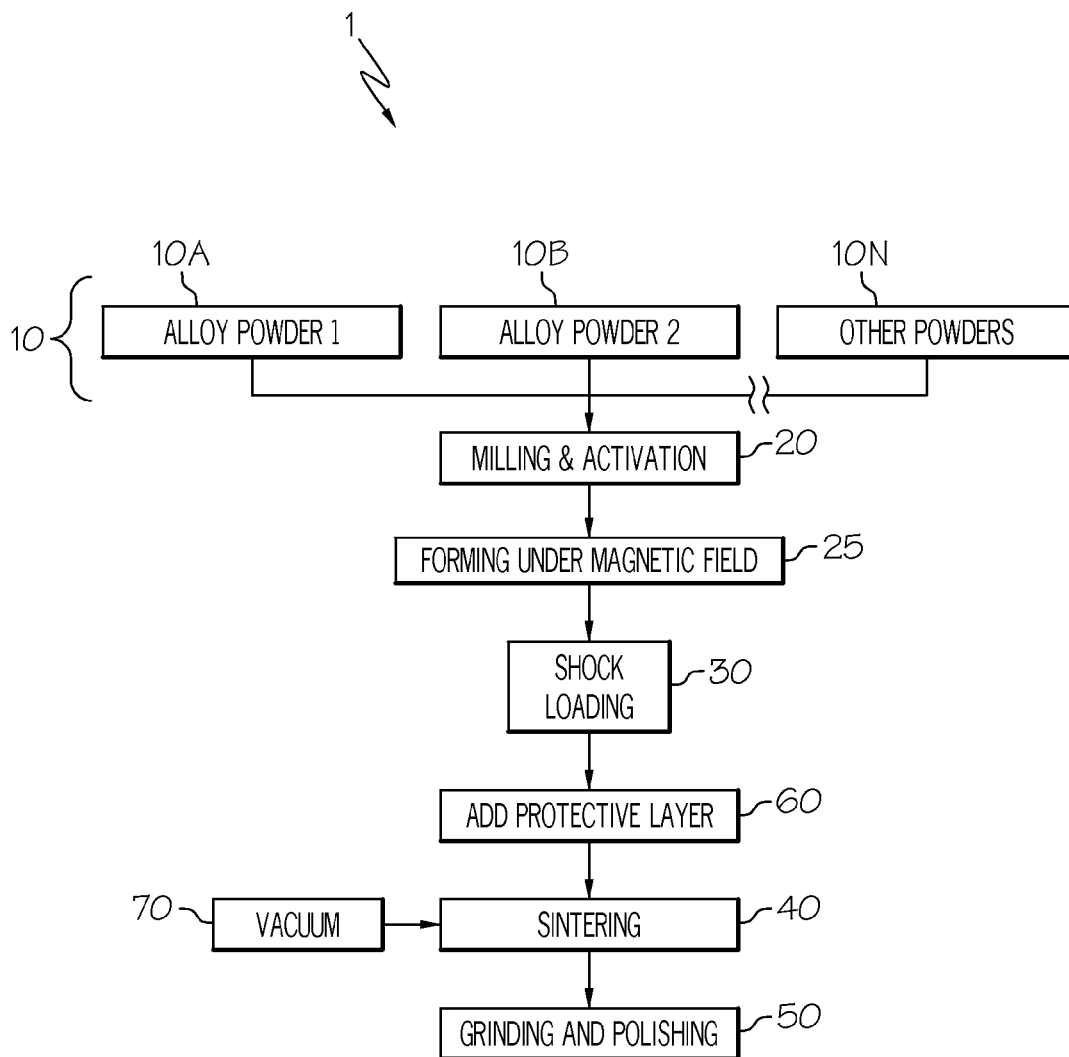 1
10A
10B
10N
10
ALLOY POWDER 1
ALLOY POWDER 2
OTHER POWDERS
20
MILLING & ACTIVATION
25
FORMING UNDER MAGNETIC FIELD
SHOCK
LOADING
30
60
ADD PROTECTIVE LAYER
70
VACUUM
SINTERING
40
GRINDING AND POLISHING
50